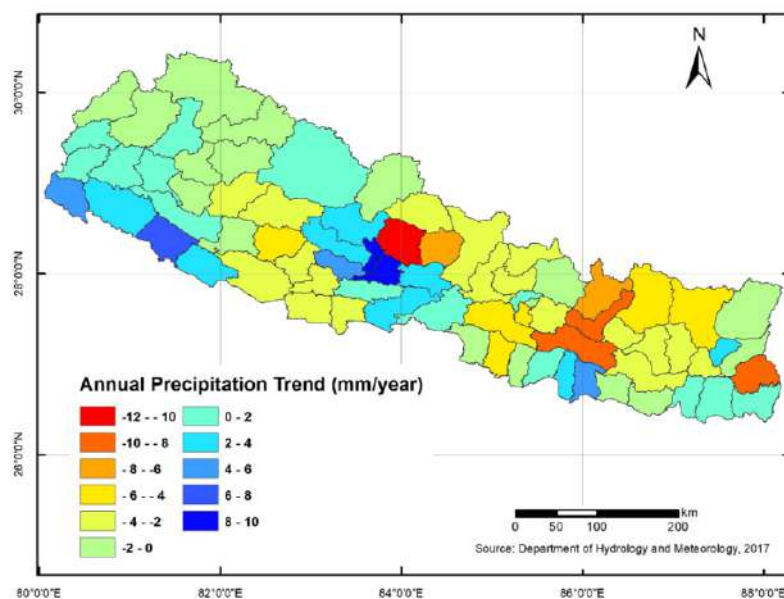 N
30°0'0"N
28°0'0"N
26°0'0"N
Annual Precipitation Trend (mm/year)
-12 - - 10
-10 - - 8
- 8 - -6
- 6 - - 4
- 4 - -2
-2 - 0
0 - 2
2 - 4
4 - 6
6 - 8
8 - 10
km
0 50 100 200
Source: Department of Hydrology and Meteorology, 2017
80°0'0"E 82°0'0"E 84°0'0"E 86°0'0"E 88°0'0"E